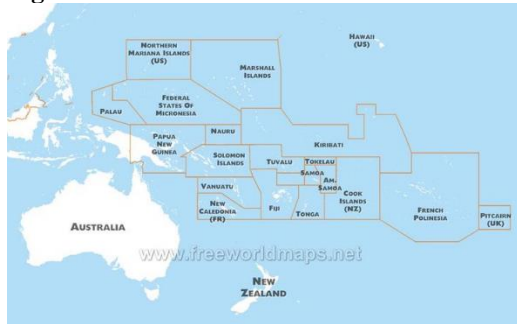 HAWAII
(US)
NORTHERN
MARIANA ISLANDS
(US)
MARSHALL
ISLANDS
FEDERAL
STATES OF
MICRONESIA
PALAU
NAURU
PAPUA
NEW
GUINEA
KIRIBATI
SOLOMON
ISLANDS
TUVALU
TOKELAU
SAMOA
AM.
SAMOA
VANUATU
COOK
ISLANDS
(NZ)
NEW
CALEDONIA
(FR)
FIJI
TONGA
FRENCH
POLINESIA
PITCAIRN
(UK)
AUSTRALIA
www.freeworldmaps.net
NEW
ZEALAND